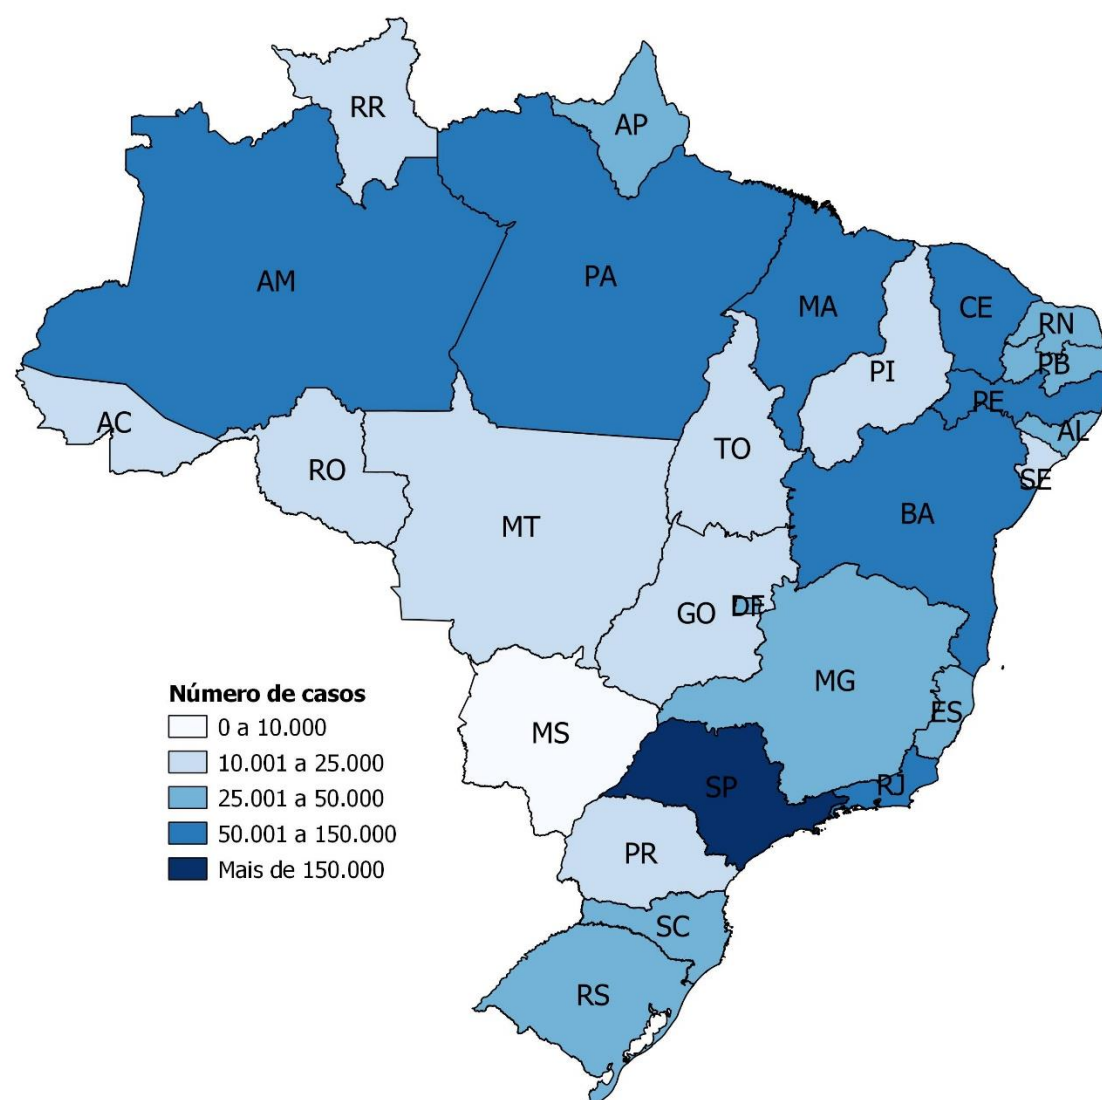 RR
AP
AM
PA
MA
CE
RN
PB
PI
PE
AL
SE
AC
RO
TO
BA
MT
GO
DF
MG
ES
MS
SP
RJ
PR
SC
RS
Número de casos
0 a 10.000
10.001 a 25.000
25.001 a 50.000
50.001 a 150.000
Mais de 150.000